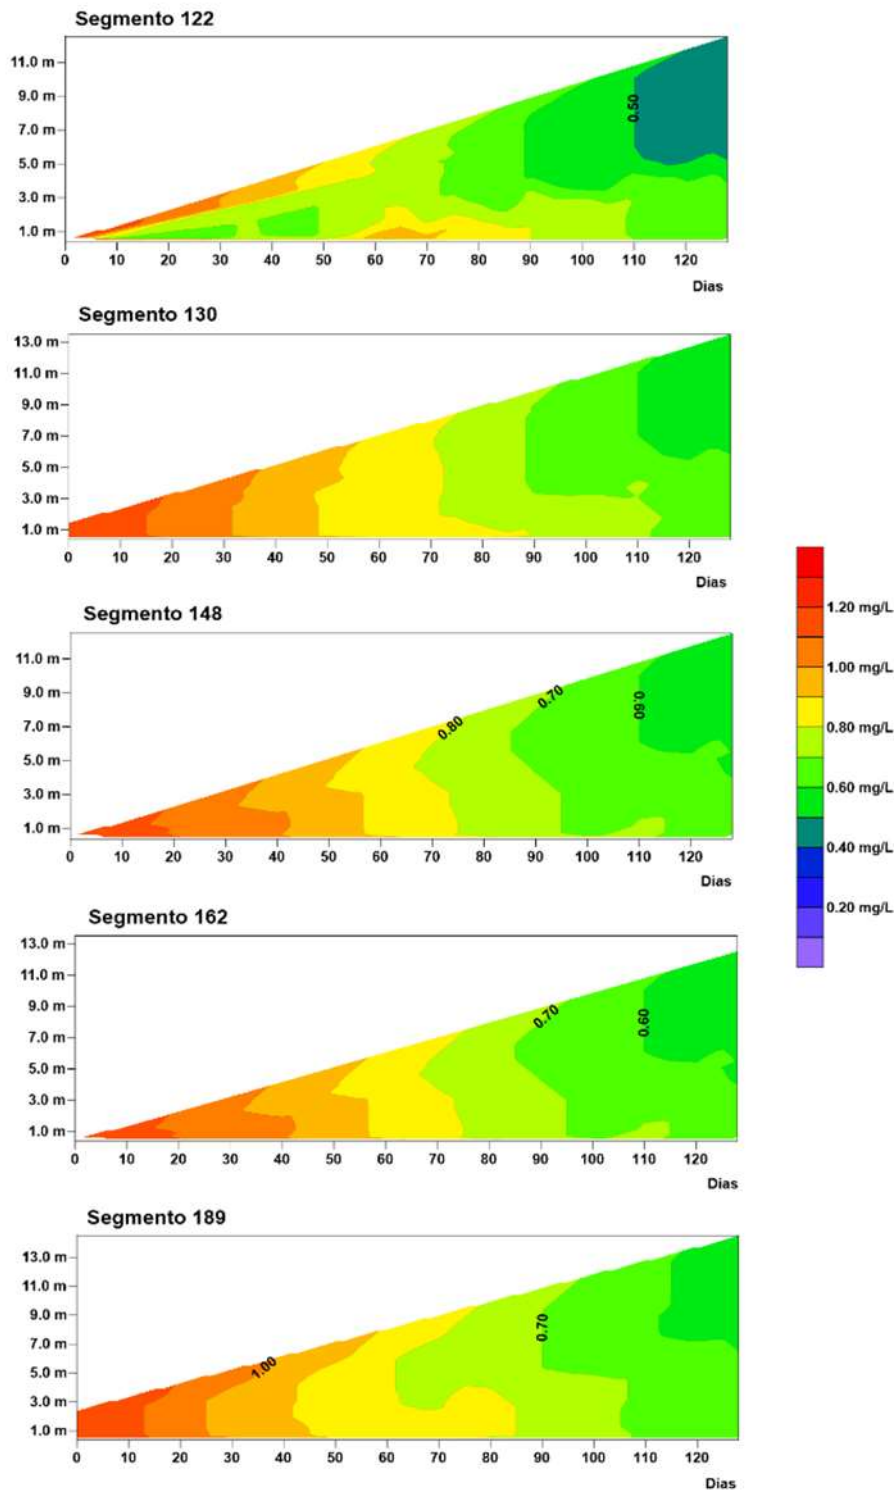 Segmento 122
11.0 m
9.0 m
7.0 m
5.0 m
3.0 m
1.0 m
0.50
0 10 20 30 40 50 60 70 80 90 100 110 120
Dias
Segmento 130
13.0 m
11.0 m
9.0 m
7.0 m
5.0 m
3.0 m
1.0 m
0 10 20 30 40 50 60 70 80 90 100 110 120
Dias
Segmento 148
11.0 m
9.0 m
7.0 m
5.0 m
3.0 m
1.0 m
0.80
0.70
0.60
0 10 20 30 40 50 60 70 80 90 100 110 120
Dias
1.20 mg/L
1.00 mg/L
0.80 mg/L
0.60 mg/L
0.40 mg/L
0.20 mg/L
Segmento 162
13.0 m
11.0 m
9.0 m
7.0 m
5.0 m
3.0 m
1.0 m
0.70
0.60
0 10 20 30 40 50 60 70 80 90 100 110 120
Dias
Segmento 189
13.0 m
11.0 m
9.0 m
7.0 m
5.0 m
3.0 m
1.0 m
1.00
0.70
0 10 20 30 40 50 60 70 80 90 100 110 120
Dias